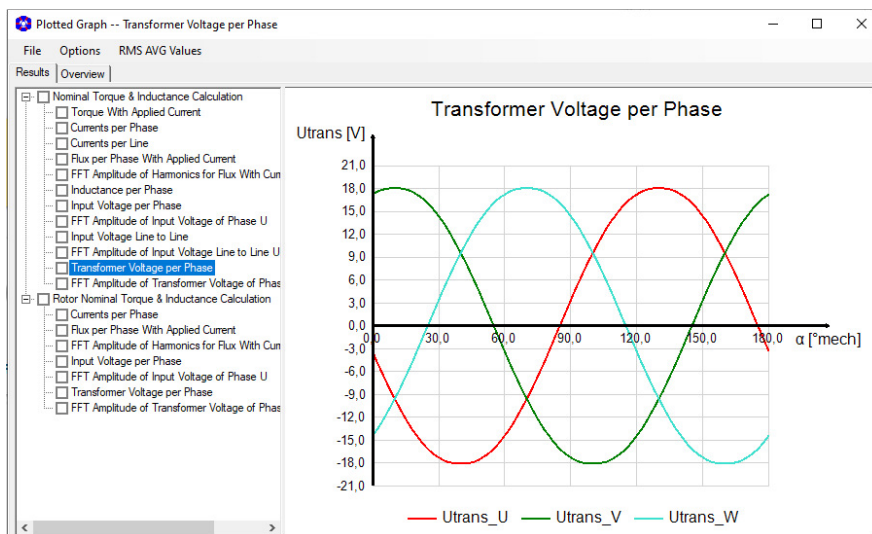 Plotted Graph -- Transformer Voltage per Phase
File Options RMS AVG Values
Results Overview
Nominal Torque & Inductance Calculation
Torque With Applied Current
Currents per Phase
Currents per Line
Flux per Phase With Applied Current
FFT Amplitude of Harmonics for Flux With Curr
Inductance per Phase
Input Voltage per Phase
FFT Amplitude of Input Voltage of Phase U
Input Voltage Line to Line
FFT Amplitude of Input Voltage Line to Line U
Transformer Voltage per Phase
FFT Amplitude of Transformer Voltage of Phas
Rotor Nominal Torque & Inductance Calculation
Currents per Phase
Flux per Phase With Applied Current
FFT Amplitude of Harmonics for Flux With Curr
Input Voltage per Phase
FFT Amplitude of Input Voltage of Phase U
Transformer Voltage per Phase
FFT Amplitude of Transformer Voltage of Phas
Transformer Voltage per Phase
Utrans [V]
21,0
18,0
15,0
12,0
9,0
6,0
3,0
0,0
-3,0
-6,0
-9,0
-12,0
-15,0
-18,0
-21,0
0,0 30,0 60,0 90,0 120,0 150,0 180,0
α [°mech]
Utrans_U Utrans_V Utrans_W